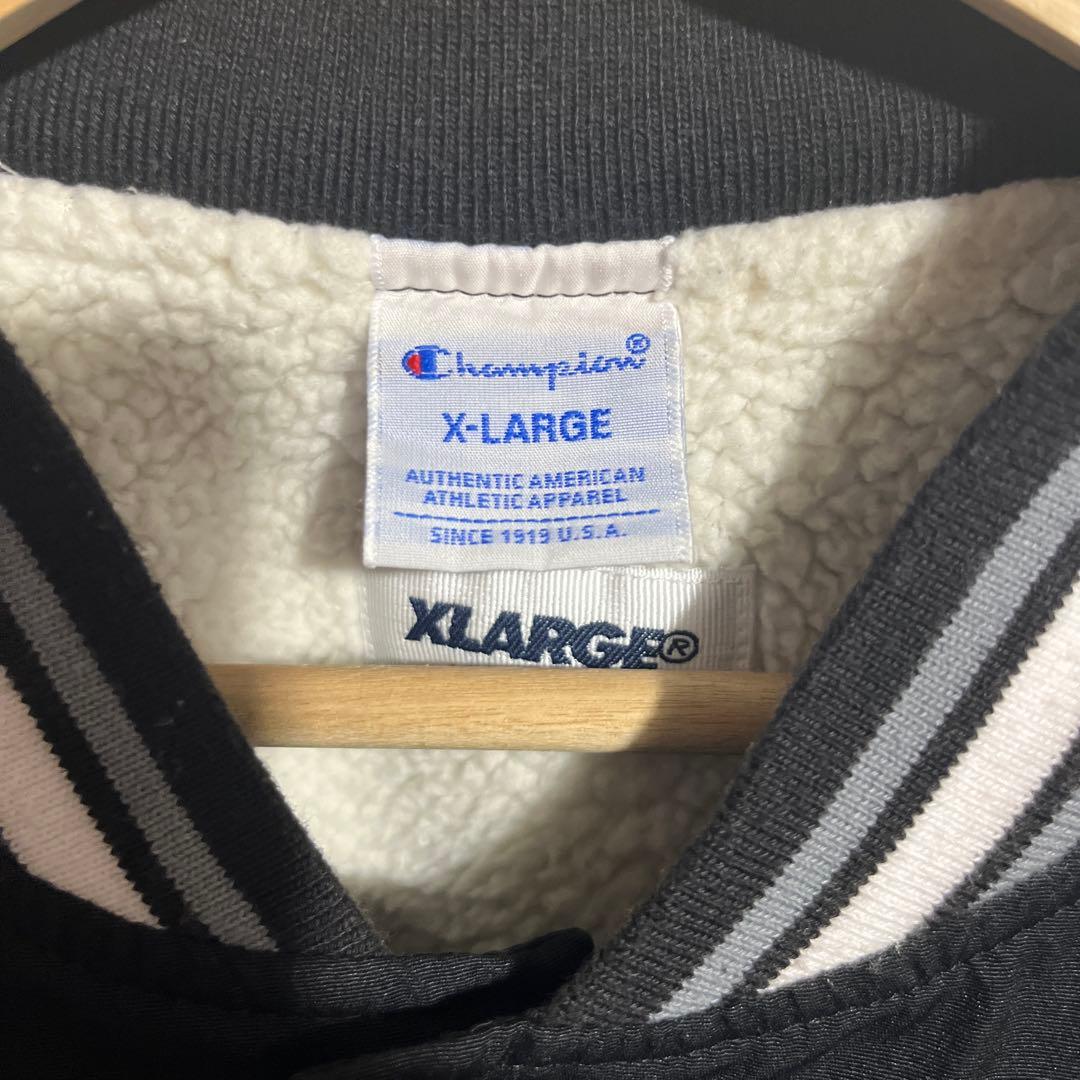 Champion®
X-LARGE
AUTHENTIC AMERICAN
ATHLETIC APPAREL
SINCE 1919 U.S.A.
XLARGE®